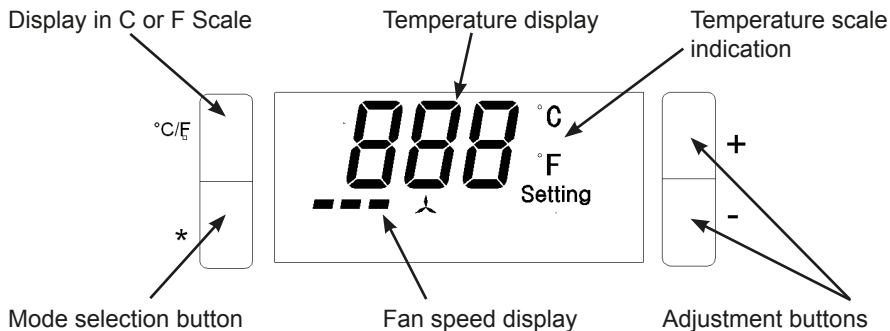 Display in C or F Scale
Temperature display
Temperature scale
indication
°C/F
888
°C
°F
Setting
+
-
*
Mode selection button
Fan speed display
Adjustment buttons